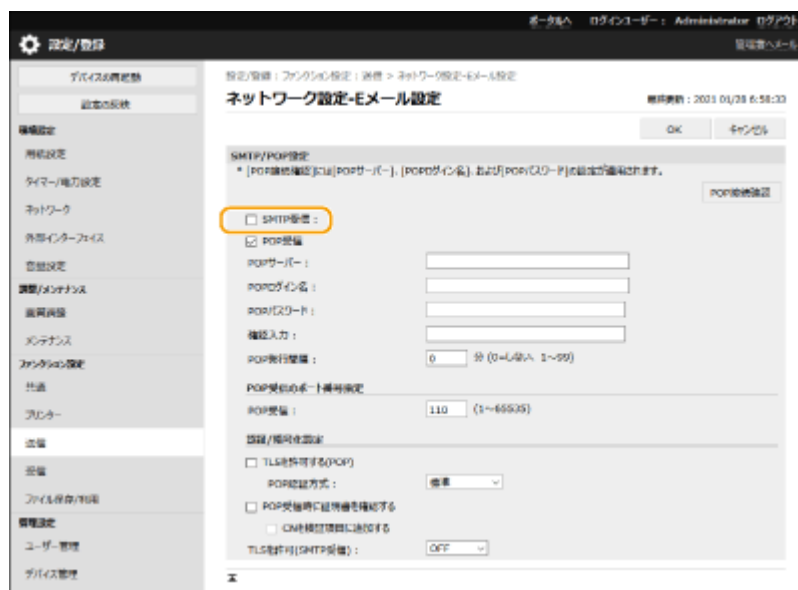 ポータルへ ログインユーザー： Administrator ログアウト
設定/登録
管理者へメール
デバイスの再起動
設定の反映
環境設定
用紙設定
タイマー/電力設定
ネットワーク
外部インターフェイス
音量設定
調整/メンテナンス
画質調整
メンテナンス
ファンクション設定
共通
プリンター
送信
受信
ファイル保存/利用
管理設定
ユーザー管理
デバイス管理
設定/登録 : ファンクション設定 : 送信 > ネットワーク設定-Eメール設定
ネットワーク設定-Eメール設定
最終更新 : 2021 01/28 6:58:33
OK キャンセル
SMTP/POP設定
* [POP接続確認]には[POPサーバー]、[POPログイン名]、および[POPパスワード]の設定が適用されます。
POP接続確認
SMTP受信 :
POP受信
POPサーバー :
POPログイン名 :
POPパスワード :
確認入力 :
POP発行間隔 : 0 分 (0=しない、1～99)
POP受信のポート番号設定
POP受信 : 110 (1～65535)
認証/暗号化設定
TLSを許可する(POP)
POP認証方式 : 標準
POP受信時に証明書を確認する
CNを検証項目に追加する
TLSを許可(SMTP受信) : OFF